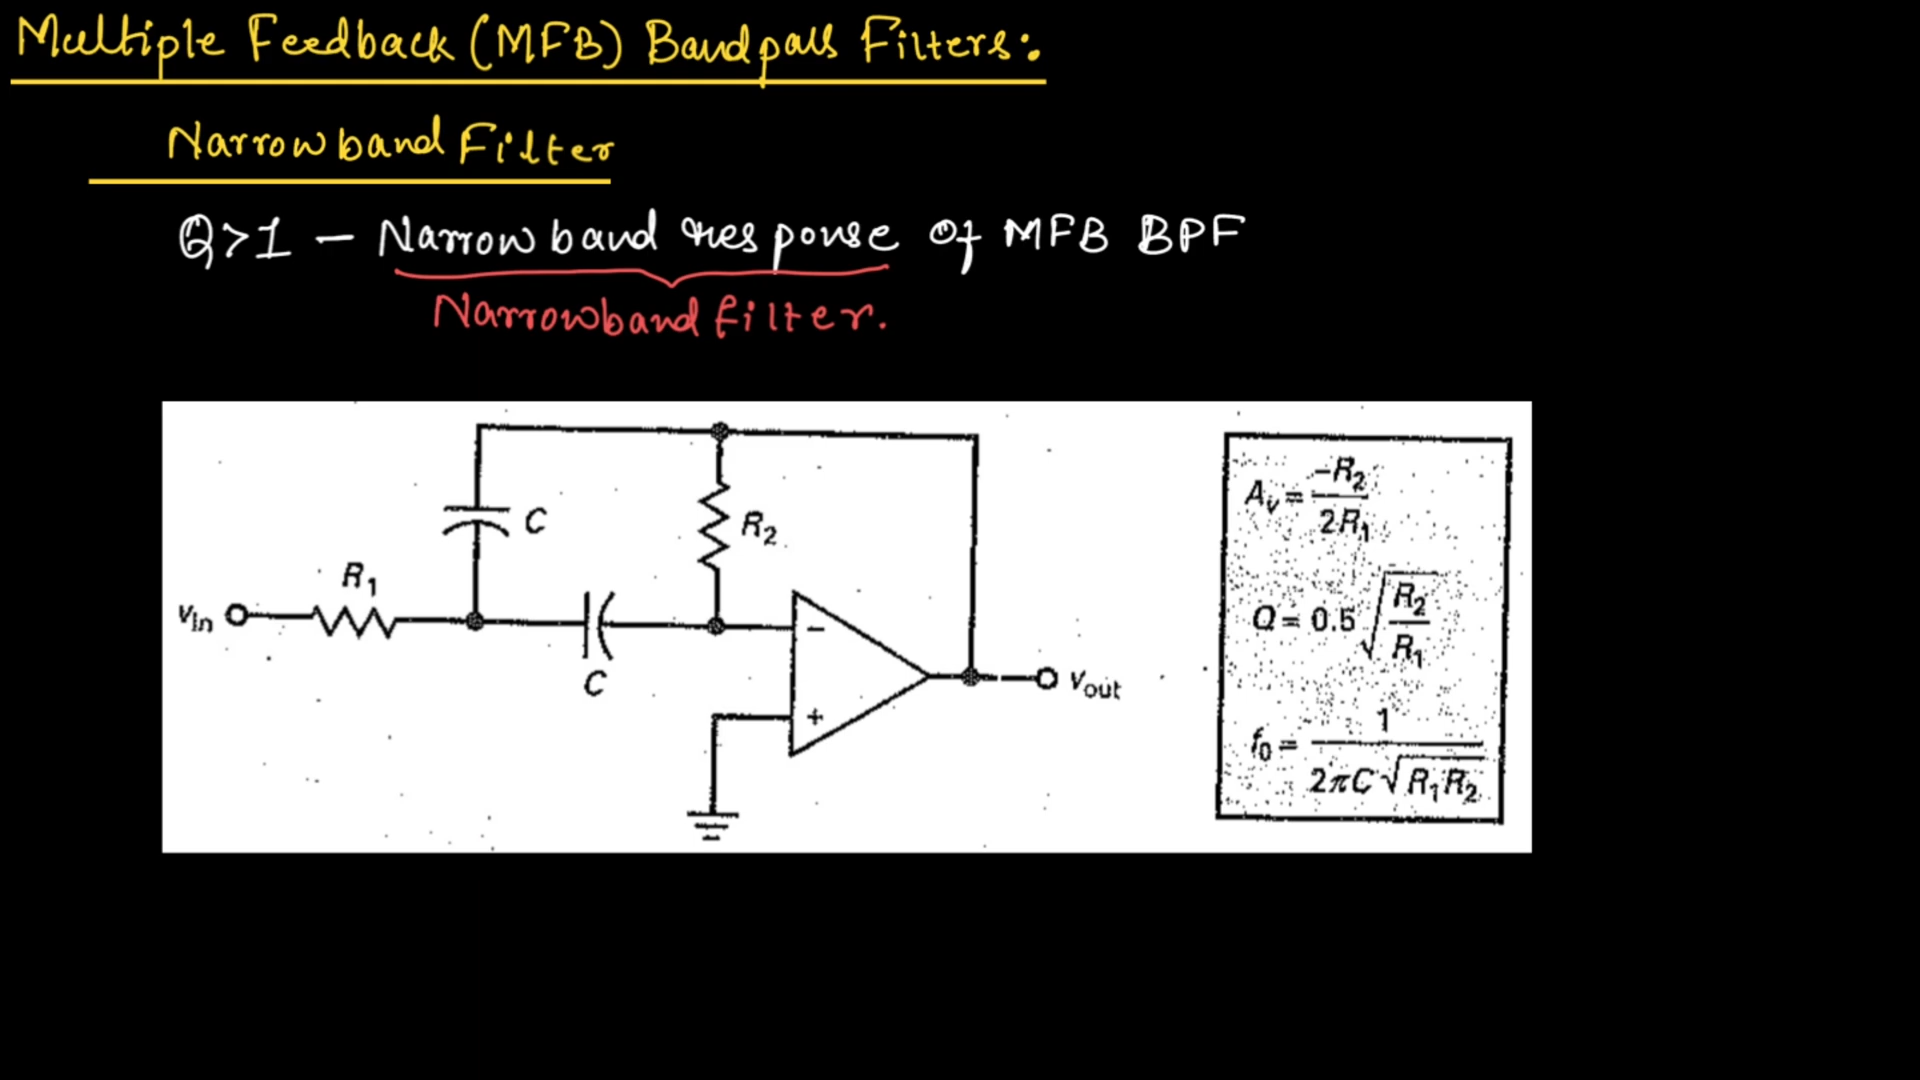 Multiple Feedback (MFB) Bandpass Filters:
Narrowband Filter
Q>1 – Narrowband response of MFB BPF
Narrowband filter.
C
R₂
R₁
vin
C
−
+
vout
Av = −R₂ / 2R₁
Q = 0.5 √(R₂ / R₁)
f₀ = 1 / 2πC√R₁R₂